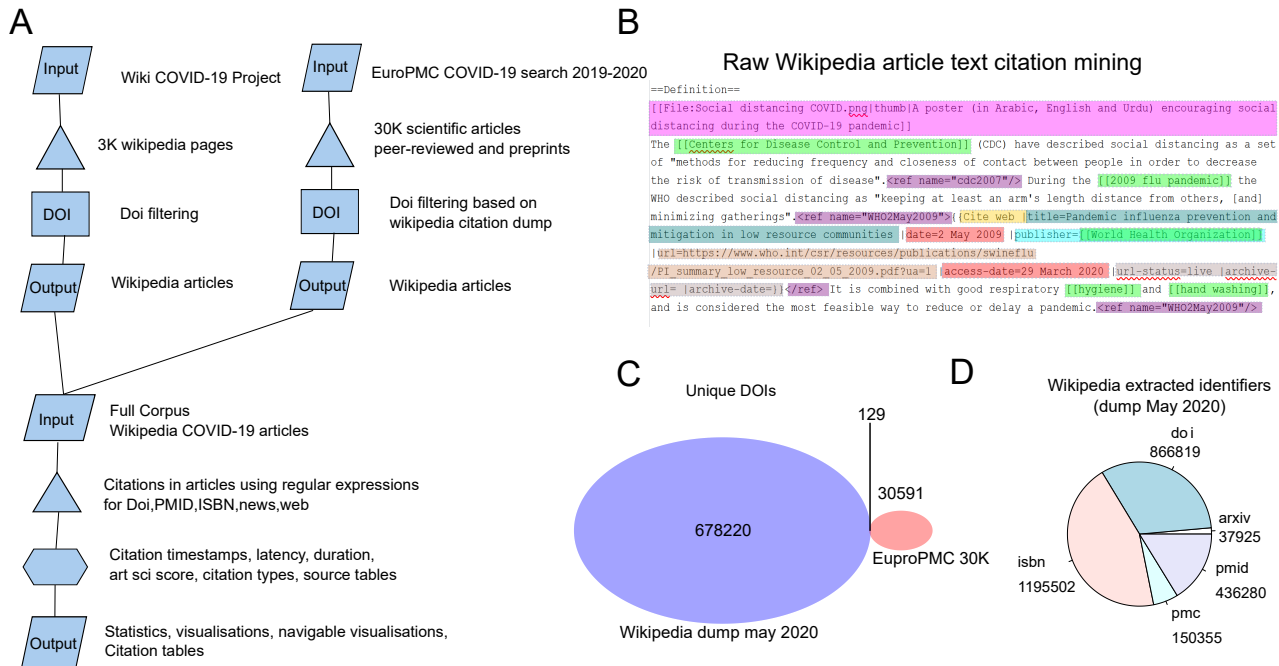 A
Input
Wiki COVID-19 Project
3K wikipedia pages
DOI
Doi filtering
Output
Wikipedia articles
Input
EuroPMC COVID-19 search 2019-2020
30K scientific articles
peer-reviewed and preprints
DOI
Doi filtering based on
wikipedia citation dump
Output
Wikipedia articles
Input
Full Corpus
Wikipedia COVID-19 articles
Citations in articles using regular expressions
for Doi,PMID,ISBN,news,web
Citation timestamps, latency, duration,
art sci score, citation types, source tables
Output
Statistics, visualisations, navigable visualisations,
Citation tables
B
Raw Wikipedia article text citation mining
==Definition==
[[File:Social distancing COVID.png|thumb|A poster (in Arabic, English and Urdu) encouraging social
distancing during the COVID-19 pandemic]]
The [[Centers for Disease Control and Prevention]] (CDC) have described social distancing as a set
of "methods for reducing frequency and closeness of contact between people in order to decrease
the risk of transmission of disease".<ref name="cdc2007"/> During the [[2009 flu pandemic]] the
WHO described social distancing as "keeping at least an arm's length distance from others, [and]
minimizing gatherings".<ref name="WHO2May2009">{{Cite web |title=Pandemic influenza prevention and
mitigation in low resource communities |date=2 May 2009 |publisher=[[World Health Organization]]
|url=https://www.who.int/csr/resources/publications/swineflu
/PI_summary_low_resource_02_05_2009.pdf?ua=1 |access-date=29 March 2020 |url-status=live |archive-
url= |archive-date=}}</ref> It is combined with good respiratory [[hygiene]] and [[hand washing]],
and is considered the most feasible way to reduce or delay a pandemic.<ref name="WHO2May2009"/>
C
Unique DOIs
129
30591
678220
EuproPMC 30K
Wikipedia dump may 2020
D
Wikipedia extracted identifiers
(dump May 2020)
doi
866819
arxiv
37925
isbn
1195502
pmid
436280
pmc
150355